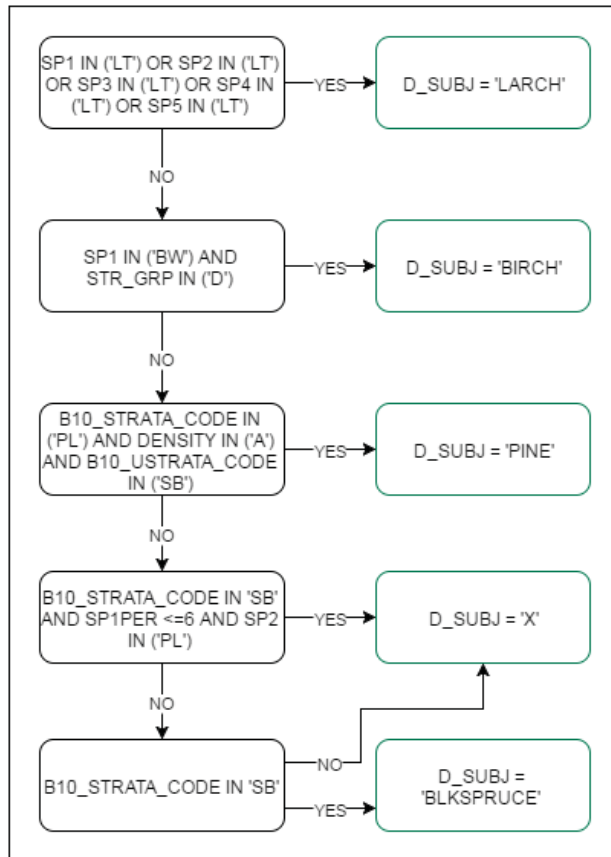 SP1 IN ('LT') OR SP2 IN ('LT')
OR SP3 IN ('LT') OR SP4 IN
('LT') OR SP5 IN ('LT')
YES
D_SUBJ = 'LARCH'
NO
SP1 IN ('BW') AND
STR_GRP IN ('D')
YES
D_SUBJ = 'BIRCH'
NO
B10_STRATA_CODE IN
('PL') AND DENSITY IN ('A')
AND B10_USTRATA_CODE
IN ('SB')
YES
D_SUBJ = 'PINE'
NO
B10_STRATA_CODE IN 'SB'
AND SP1PER <=6 AND SP2
IN ('PL')
YES
D_SUBJ = 'X'
NO
B10_STRATA_CODE IN 'SB'
NO
YES
D_SUBJ =
'BLKSPRUCE'